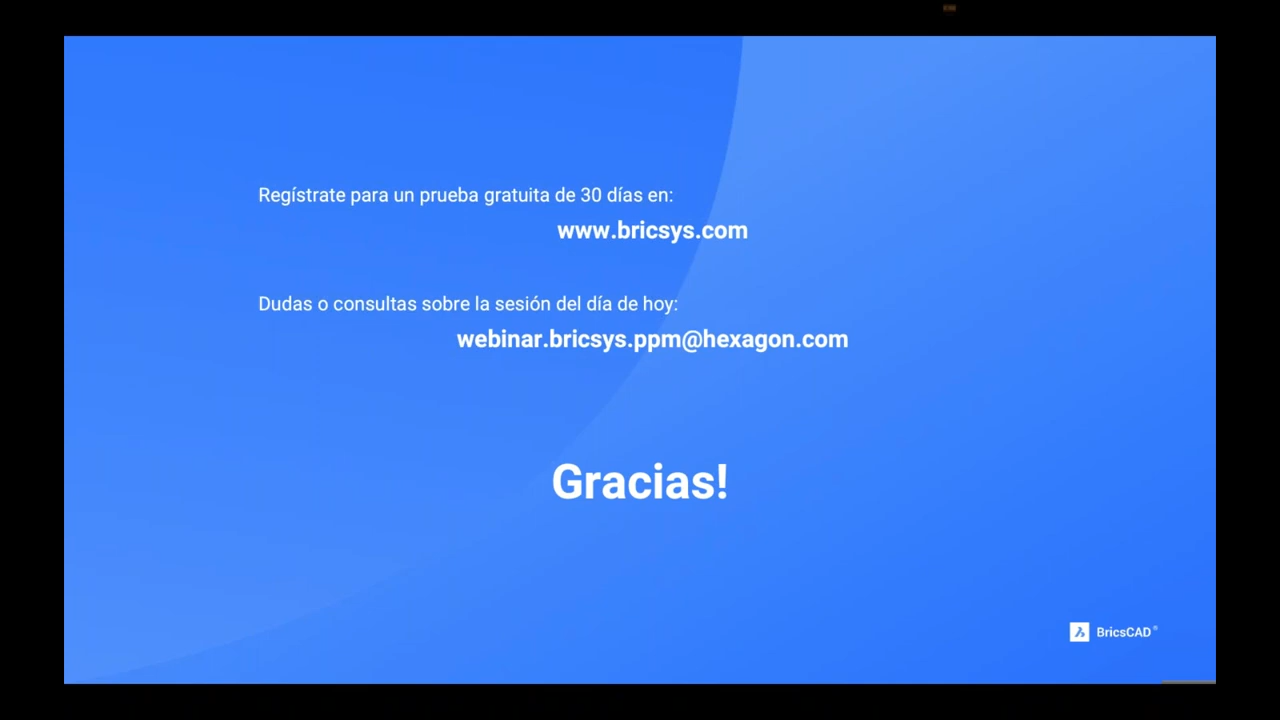 Regístrate para un prueba gratuita de 30 días en:
www.bricsys.com
Dudas o consultas sobre la sesión del día de hoy:
webinar.bricsys.ppm@hexagon.com
Gracias!
BricsCAD®